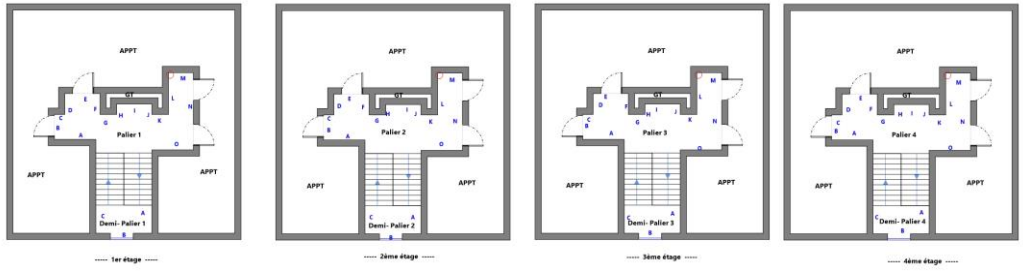 APPT
M
GT
E
L
D
F
N
H
I
J
C
G
K
B
Palier 1
A
O
APPT
APPT
C
A
Demi- Palier 1
B
----- 1er étage -----
APPT
M
GT
E
L
F
D
H
I
J
N
C
G
K
B
A
Palier 2
O
APPT
APPT
C
A
Demi- Palier 2
B
----- 2ème étage -----
APPT
M
GT
E
L
D
F
H
I
J
N
C
G
K
B
A
Palier 3
O
APPT
APPT
C
A
Demi- Palier 3
B
----- 3ème étage -----
APPT
M
GT
E
L
D
F
H
I
J
N
C
G
K
B
A
Palier 4
O
APPT
APPT
C
A
Demi- Palier 4
B
----- 4ème étage -----